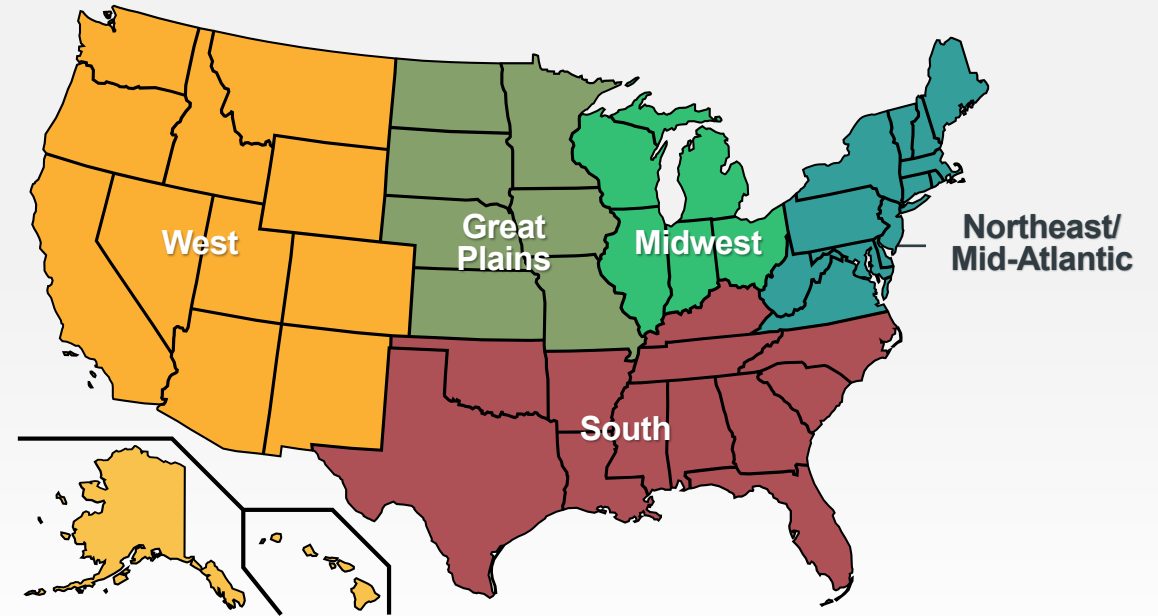 West
Great
Plains
Midwest
Northeast/
Mid-Atlantic
South